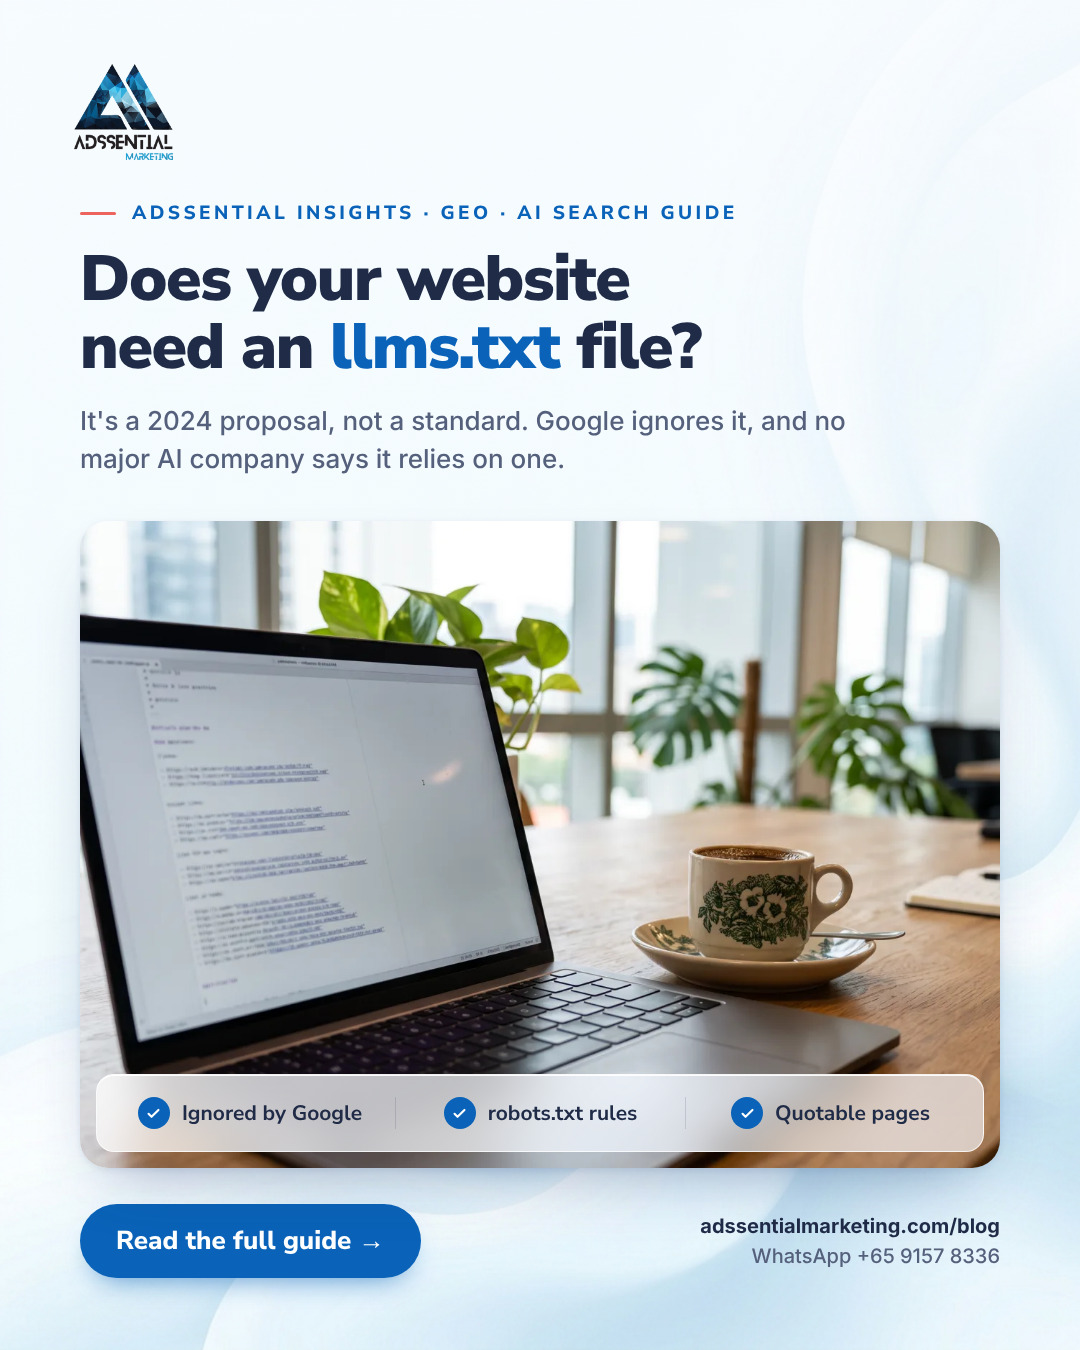 ADSSENTIAL
MARKETING
ADSSENTIAL INSIGHTS · GEO · AI SEARCH GUIDE
Does your website
need an llms.txt file?
It's a 2024 proposal, not a standard. Google ignores it, and no
major AI company says it relies on one.
Ignored by Google
robots.txt rules
Quotable pages
Read the full guide →
adssentialmarketing.com/blog
WhatsApp +65 9157 8336